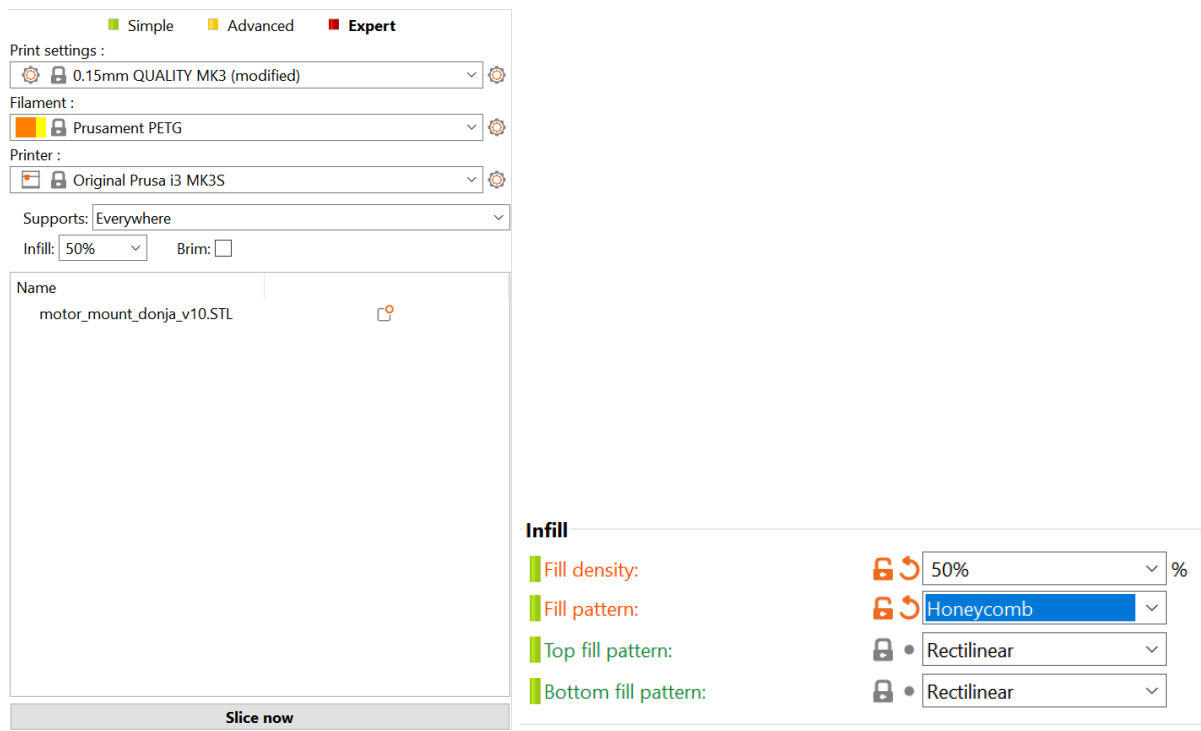 Simple Advanced Expert
Print settings :
0.15mm QUALITY MK3 (modified)
Filament :
Prusament PETG
Printer :
Original Prusa i3 MK3S
Supports: Everywhere
Infill: 50% Brim:
Name
motor_mount_donja_v10.STL
Slice now
Infill
Fill density: 50% %
Fill pattern: Honeycomb
Top fill pattern: Rectilinear
Bottom fill pattern: Rectilinear